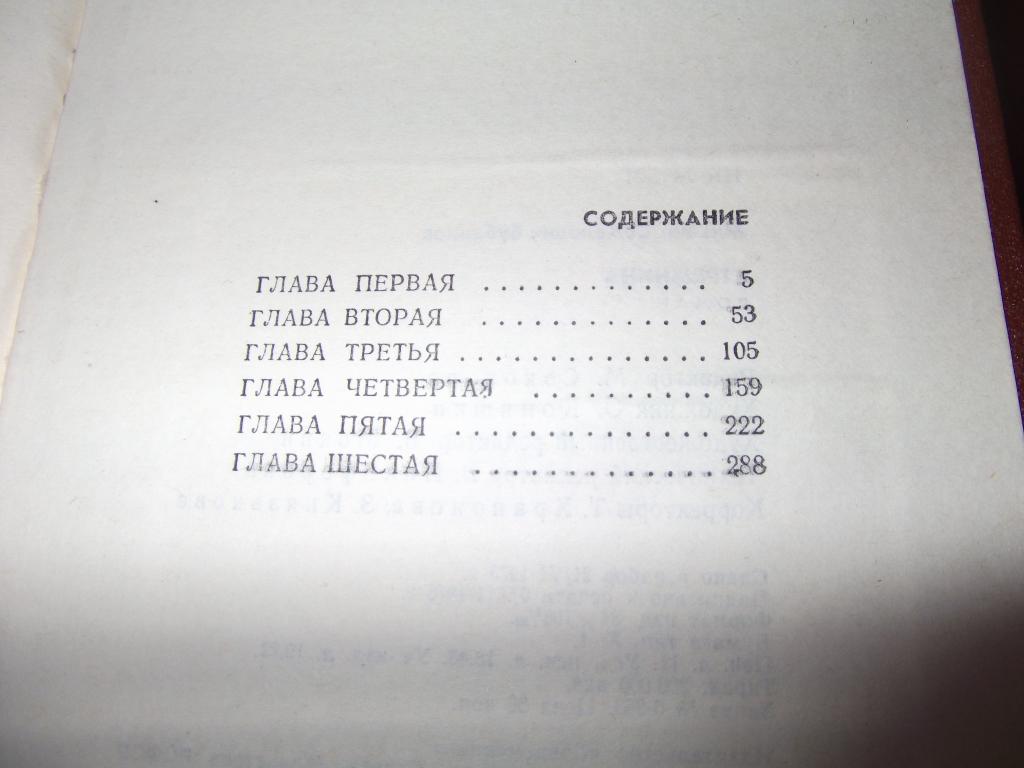 СОДЕРЖАНИЕ
ГЛАВА ПЕРВАЯ . . . . . . . . . . . . . 5
ГЛАВА ВТОРАЯ . . . . . . . . . . . . . 53
ГЛАВА ТРЕТЬЯ . . . . . . . . . . . . . . 105
ГЛАВА ЧЕТВЕРТАЯ . . . . . . . . . . 159
ГЛАВА ПЯТАЯ . . . . . . . . . . . . . . 222
ГЛАВА ШЕСТАЯ . . . . . . . . . . . . . 288